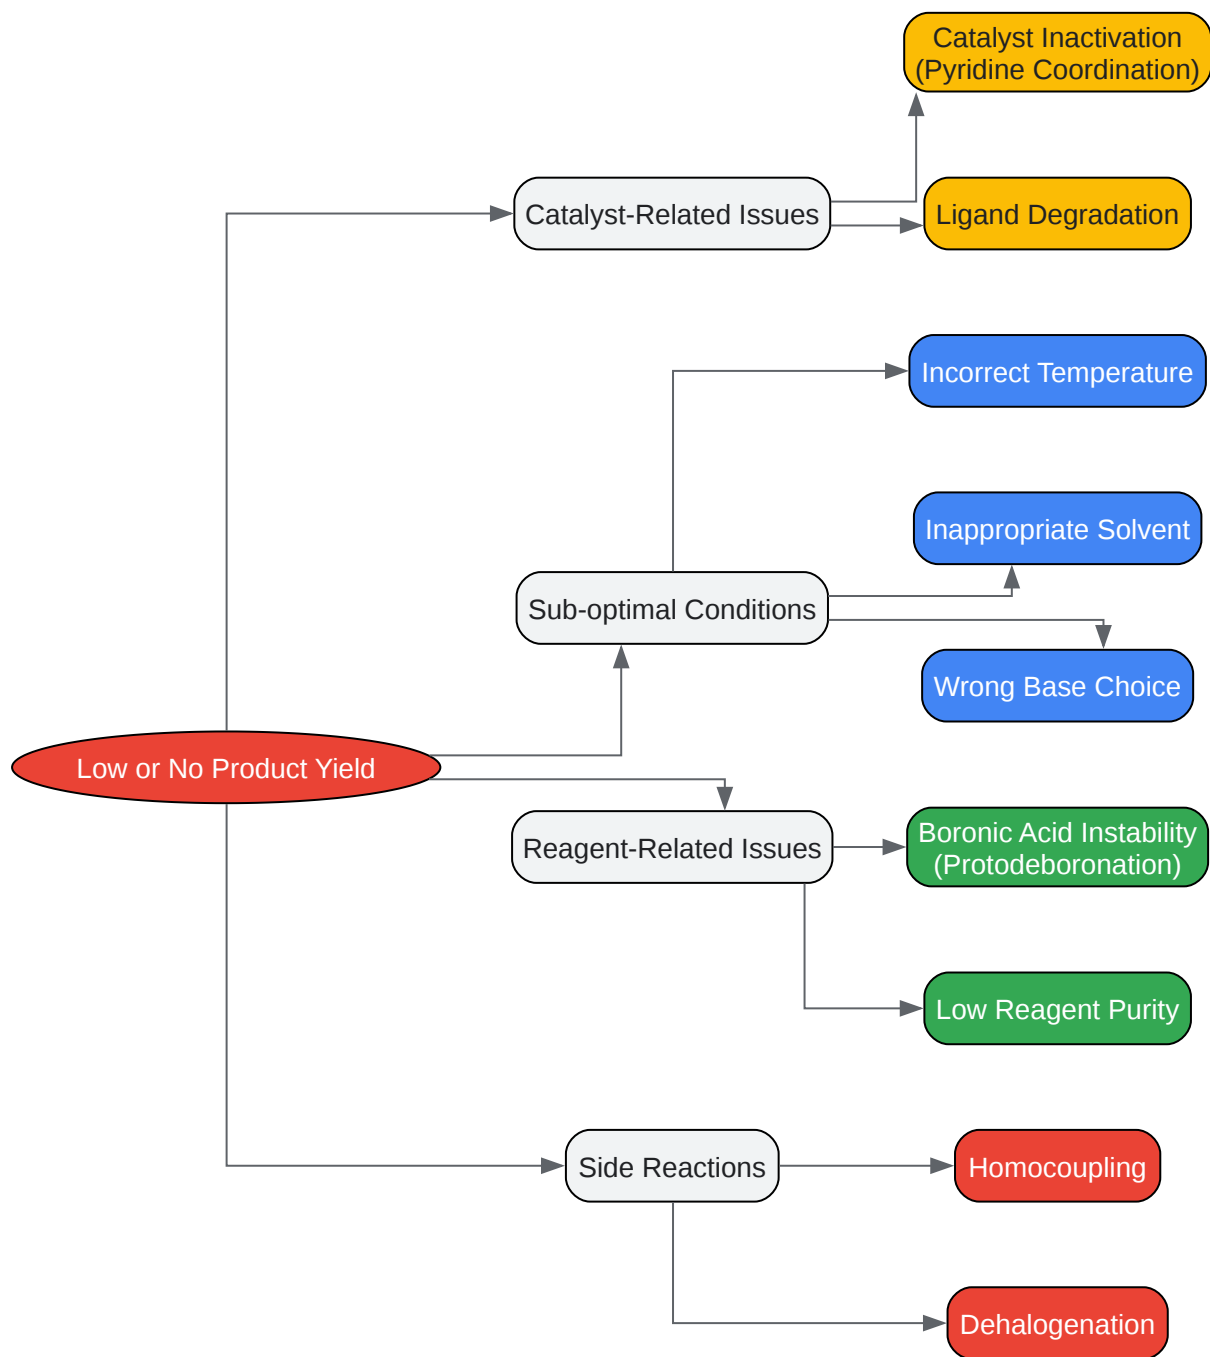 Catalyst Inactivation
(Pyridine Coordination)
Catalyst-Related Issues
Ligand Degradation
Incorrect Temperature
Inappropriate Solvent
Sub-optimal Conditions
Wrong Base Choice
Low or No Product Yield
Reagent-Related Issues
Boronic Acid Instability
(Protodeboronation)
Low Reagent Purity
Side Reactions
Homocoupling
Dehalogenation